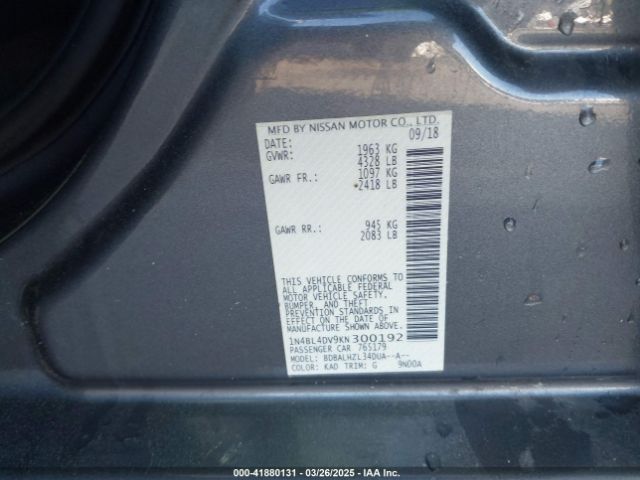 MFD BY NISSAN MOTOR CO., LTD.
DATE: 09/18
GVWR: 1963 KG
4328 LB
GAWR FR.: 1097 KG
2418 LB
GAWR RR.: 945 KG
2083 LB
THIS VEHICLE CONFORMS TO
ALL APPLICABLE FEDERAL
MOTOR VEHICLE SAFETY,
BUMPER, AND THEFT
PREVENTION STANDARDS IN
EFFECT ON THE DATE OF
MANUFACTURE SHOWN ABOVE.
1N4BL4DV9KN300192
PASSENGER CAR 765179
MODEL: BDBALHZL34DUA--A--
COLOR: KAD TRIM: G 9N00A
000-41880131 | 03/26/2025 | © IAA Inc. |